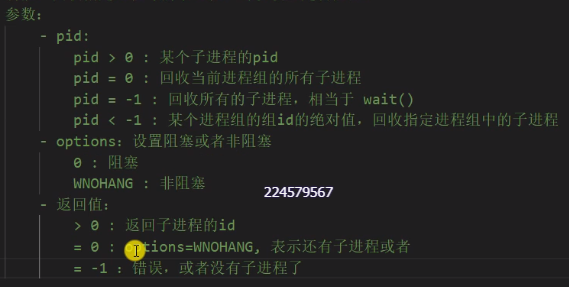 参数:
- pid:
pid > 0 : 某个子进程的pid
pid = 0 : 回收当前进程组的所有子进程
pid = -1 : 回收所有的子进程，相当于 wait()
pid < -1 : 某个进程组的组id的绝对值，回收指定进程组中的子进程
- options：设置阻塞或者非阻塞
0 : 阻塞
WNOHANG : 非阻塞
224579567
- 返回值:
> 0 : 返回子进程的id
= 0 : options=WNOHANG, 表示还有子进程或者
= -1 : 错误，或者没有子进程了